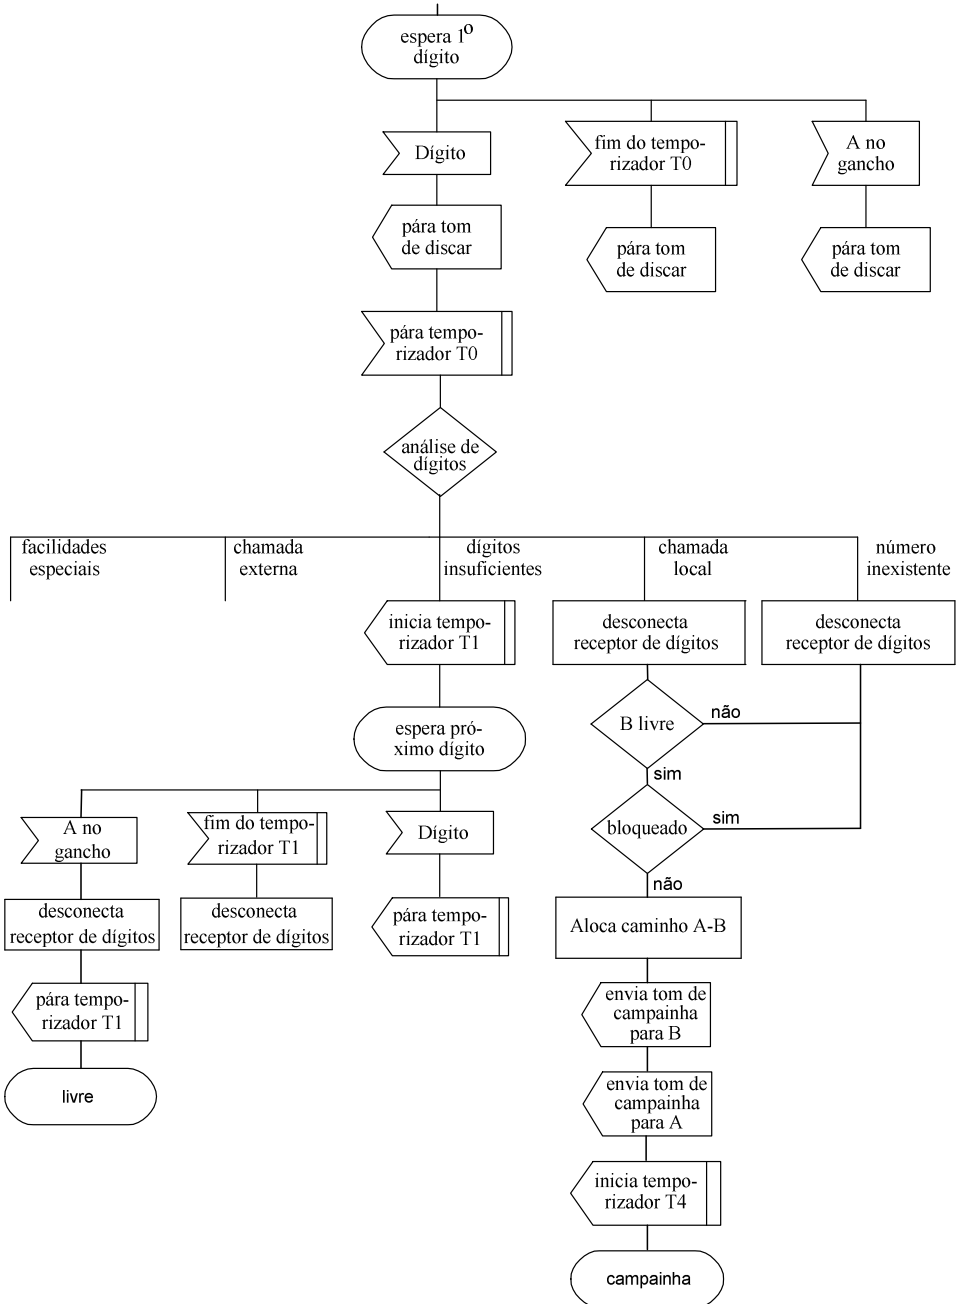 espera 1º
dígito
Dígito
fim do tempo-
rizador T0
A no
gancho
pára tom
de discar
pára tom
de discar
pára tom
de discar
pára tempo-
rizador T0
análise de
dígitos
facilidades
especiais
chamada
externa
dígitos
insuficientes
chamada
local
número
inexistente
inicia tempo-
rizador T1
desconecta
receptor de dígitos
desconecta
receptor de dígitos
espera pró-
ximo dígito
B livre
não
sim
bloqueado
sim
não
A no
gancho
fim do tempo-
rizador T1
Dígito
desconecta
receptor de dígitos
desconecta
receptor de dígitos
pára tempo-
rizador T1
Aloca caminho A-B
pára tempo-
rizador T1
envia tom de
campainha
para B
livre
envia tom de
campainha
para A
inicia tempo-
rizador T4
campainha